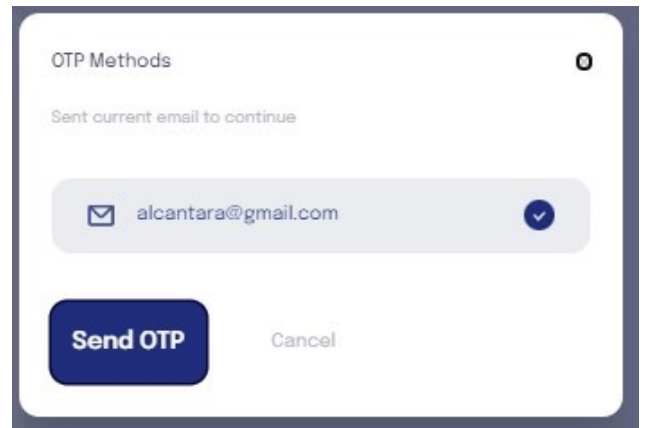 OTP Methods
Sent current email to continue
alcantara@gmail.com
Send OTP
Cancel